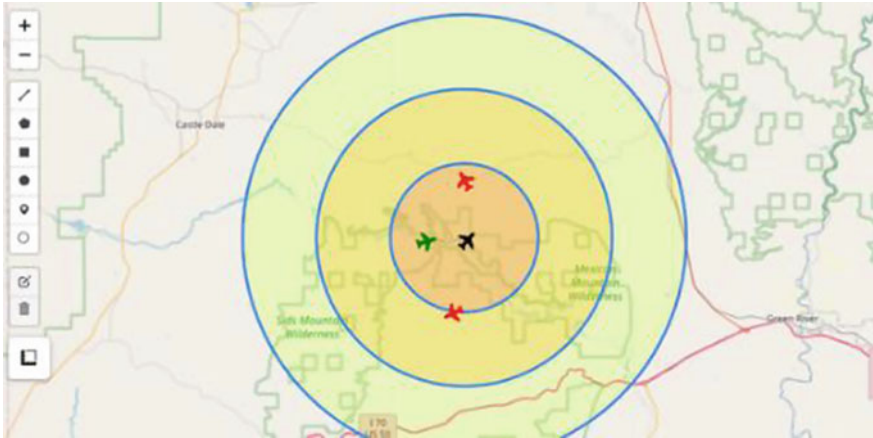 +
−
Castle Dale
Mexican
Mountain
Wilderness
Sids Mountain
Wilderness
Green River
I 70
US 50